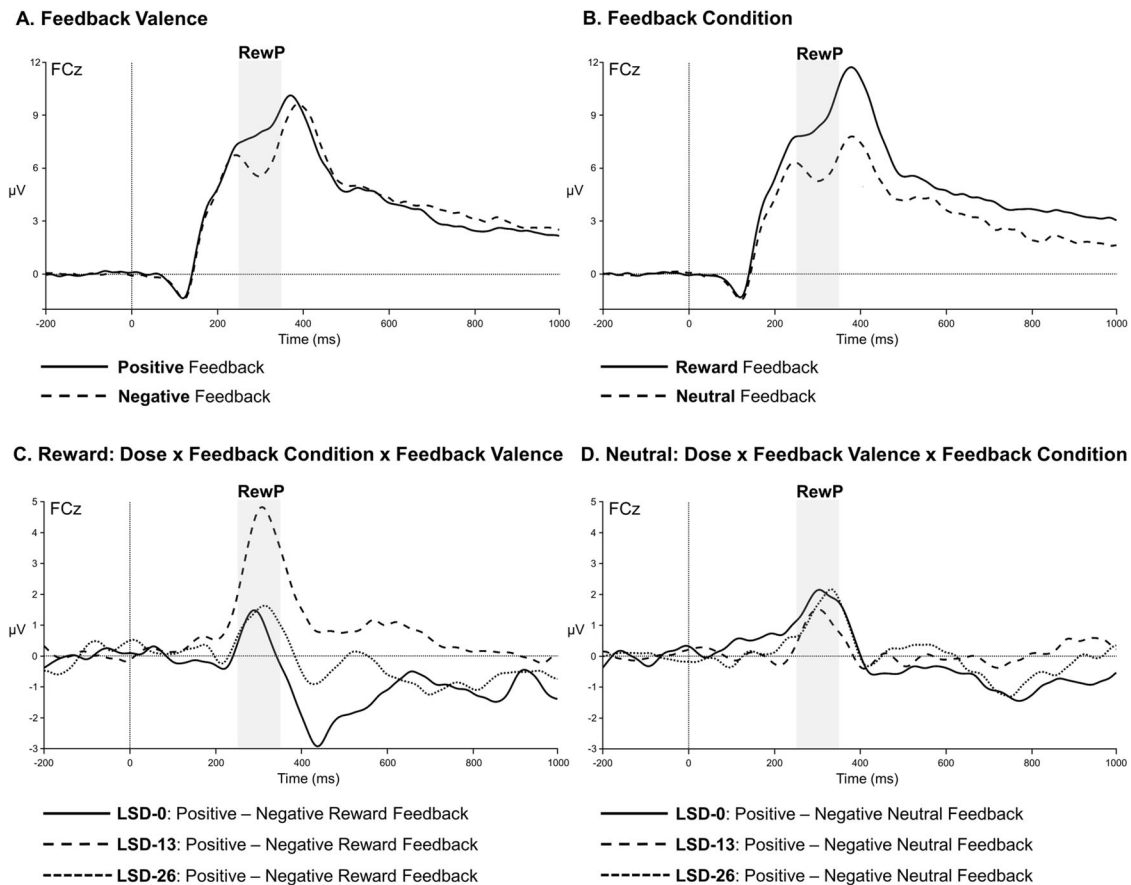 A. Feedback Valence
RewP
FCz
12
9
6
3
0
µV
-200 0 200 400 600 800 1000
Time (ms)
Positive Feedback
Negative Feedback
B. Feedback Condition
RewP
FCz
12
9
6
3
0
µV
-200 0 200 400 600 800 1000
Time (ms)
Reward Feedback
Neutral Feedback
C. Reward: Dose x Feedback Condition x Feedback Valence
RewP
FCz
5
4
3
2
1
0
-1
-2
-3
µV
-200 0 200 400 600 800 1000
Time (ms)
LSD-0: Positive – Negative Reward Feedback
LSD-13: Positive – Negative Reward Feedback
LSD-26: Positive – Negative Reward Feedback
D. Neutral: Dose x Feedback Valence x Feedback Condition
RewP
FCz
5
4
3
2
1
0
-1
-2
-3
µV
-200 0 200 400 600 800 1000
Time (ms)
LSD-0: Positive – Negative Neutral Feedback
LSD-13: Positive – Negative Neutral Feedback
LSD-26: Positive – Negative Neutral Feedback